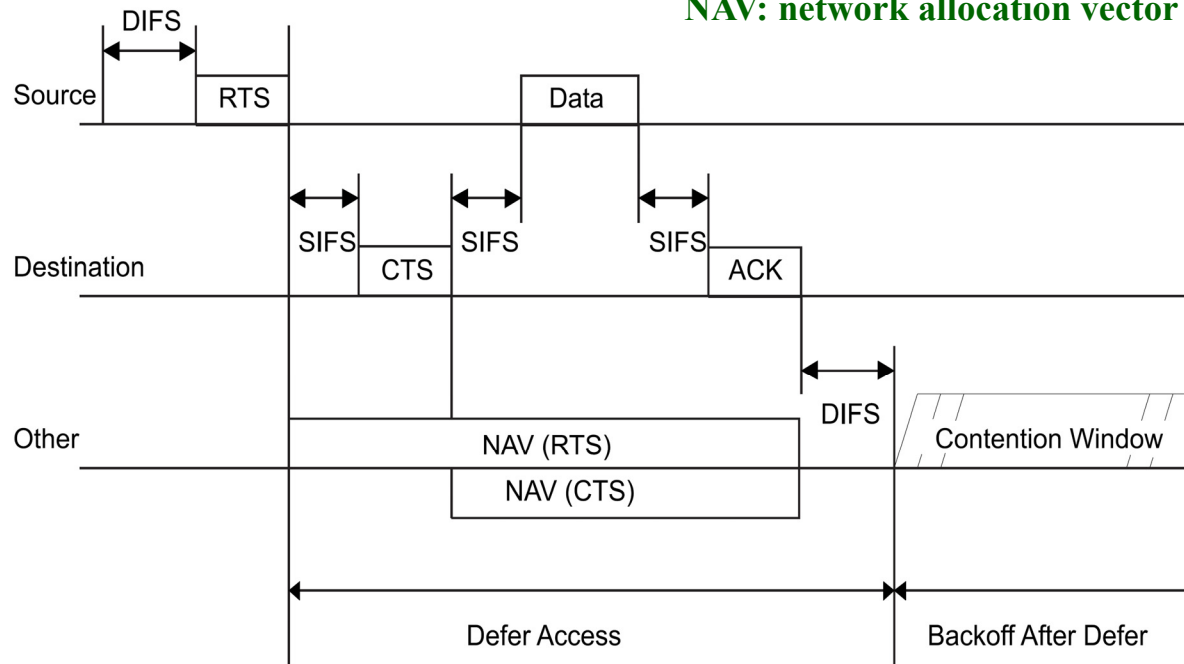 NAV: network allocation vector
DIFS
Source
RTS
Data
SIFS
SIFS
SIFS
Destination
CTS
ACK
DIFS
Other
NAV (RTS)
Contention Window
NAV (CTS)
Defer Access
Backoff After Defer